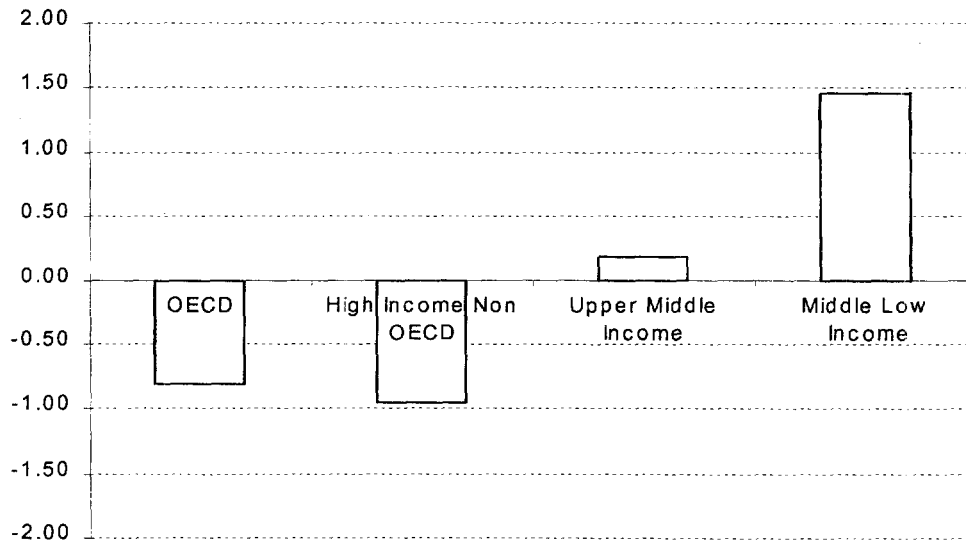 2.00
1.50
1.00
0.50
0.00
OECD
High Income Non
OECD
Upper Middle
Income
Middle Low
Income
-0.50
-1.00
-1.50
-2.00